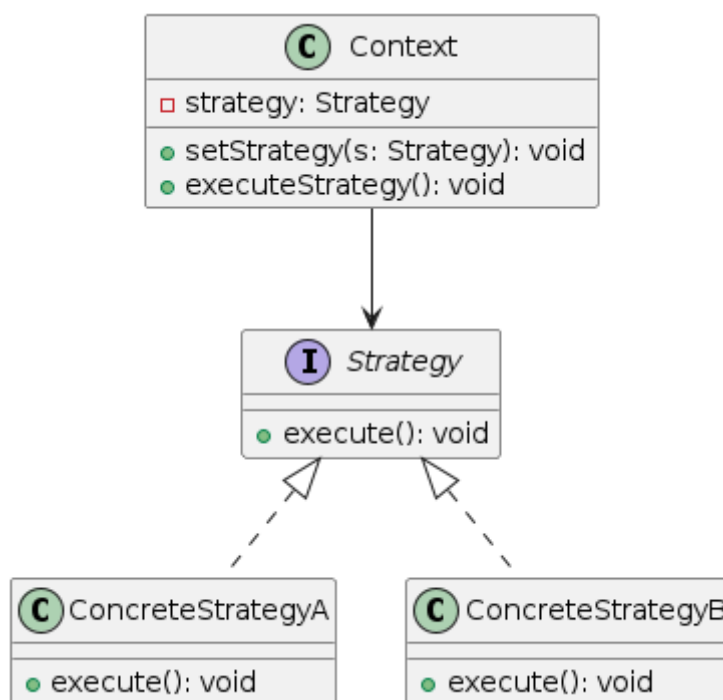 C Context
strategy: Strategy
setStrategy(s: Strategy): void
executeStrategy(): void
I Strategy
execute(): void
C ConcreteStrategyA
C ConcreteStrategyB
execute(): void
execute(): void